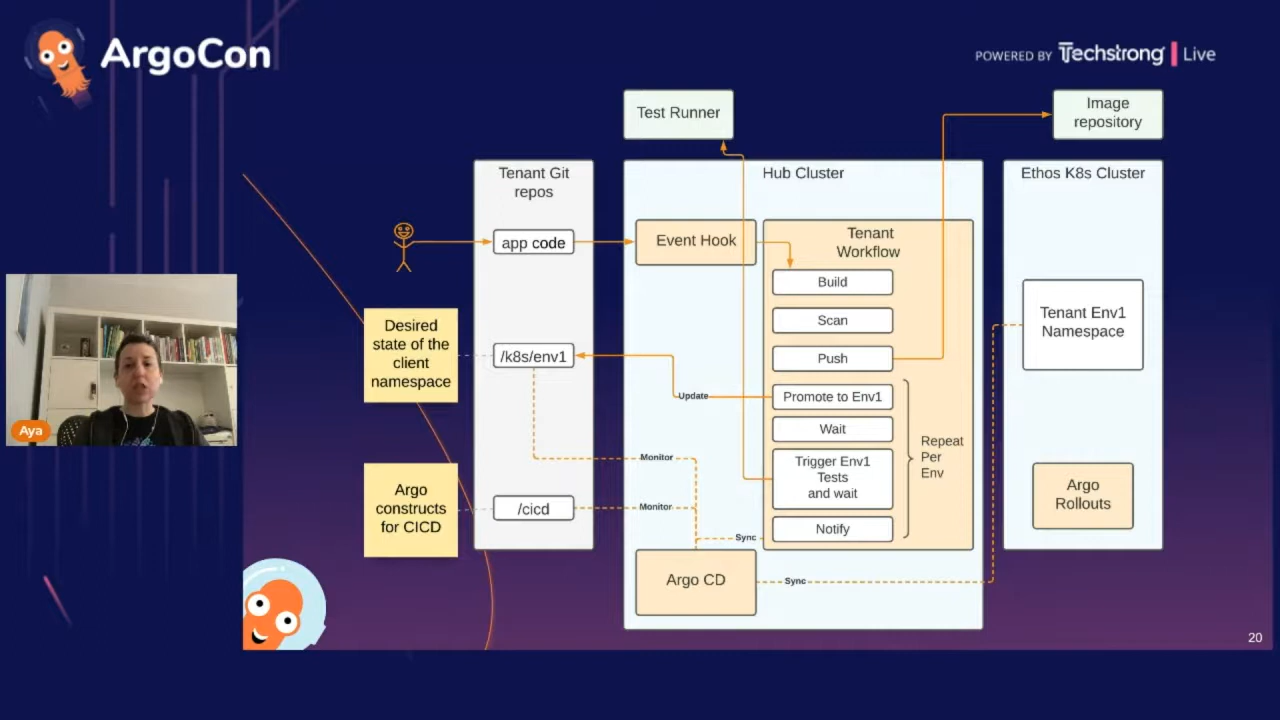 ArgoCon
POWERED BY Techstrong | Live
Test Runner
Image
repository
Tenant Git
repos
Hub Cluster
Ethos K8s Cluster
app code
Event Hook
Tenant
Workflow
Build
Scan
Push
Promote to Env1
Wait
Trigger Env1
Tests
and wait
Notify
Repeat
Per
Env
Tenant Env1
Namespace
Desired
state of the
client
namespace
/k8s/env1
Update
Monitor
Argo
constructs
for CICD
/cicd
Monitor
Sync
Argo CD
Sync
Argo
Rollouts
Aya
20